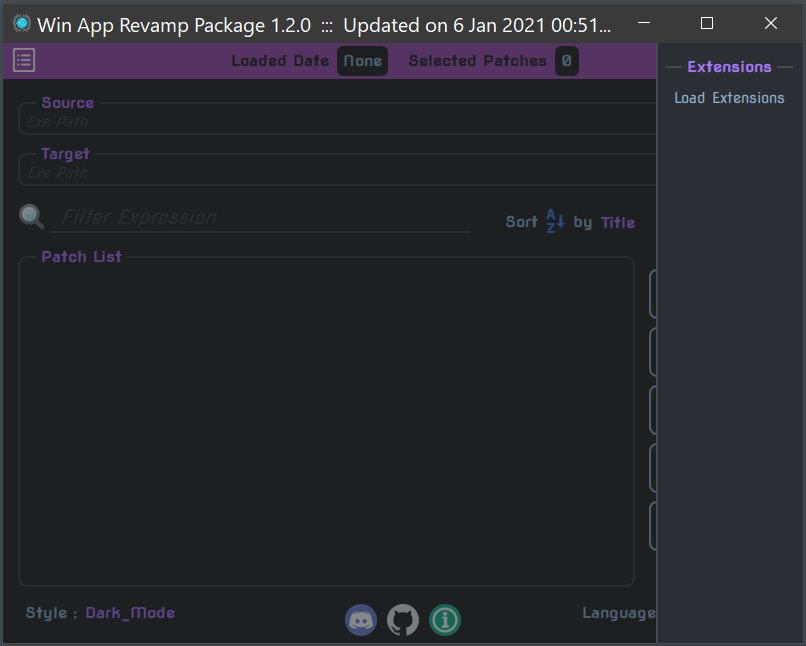 Win App Revamp Package 1.2.0 ::: Updated on 6 Jan 2021 00:51...
Loaded Date None Selected Patches 0
Extensions
Load Extensions
Source
Exe Path
Target
Exe Path
Filter Expression
Sort AZ by Title
Patch List
Style : Dark_Mode
Language